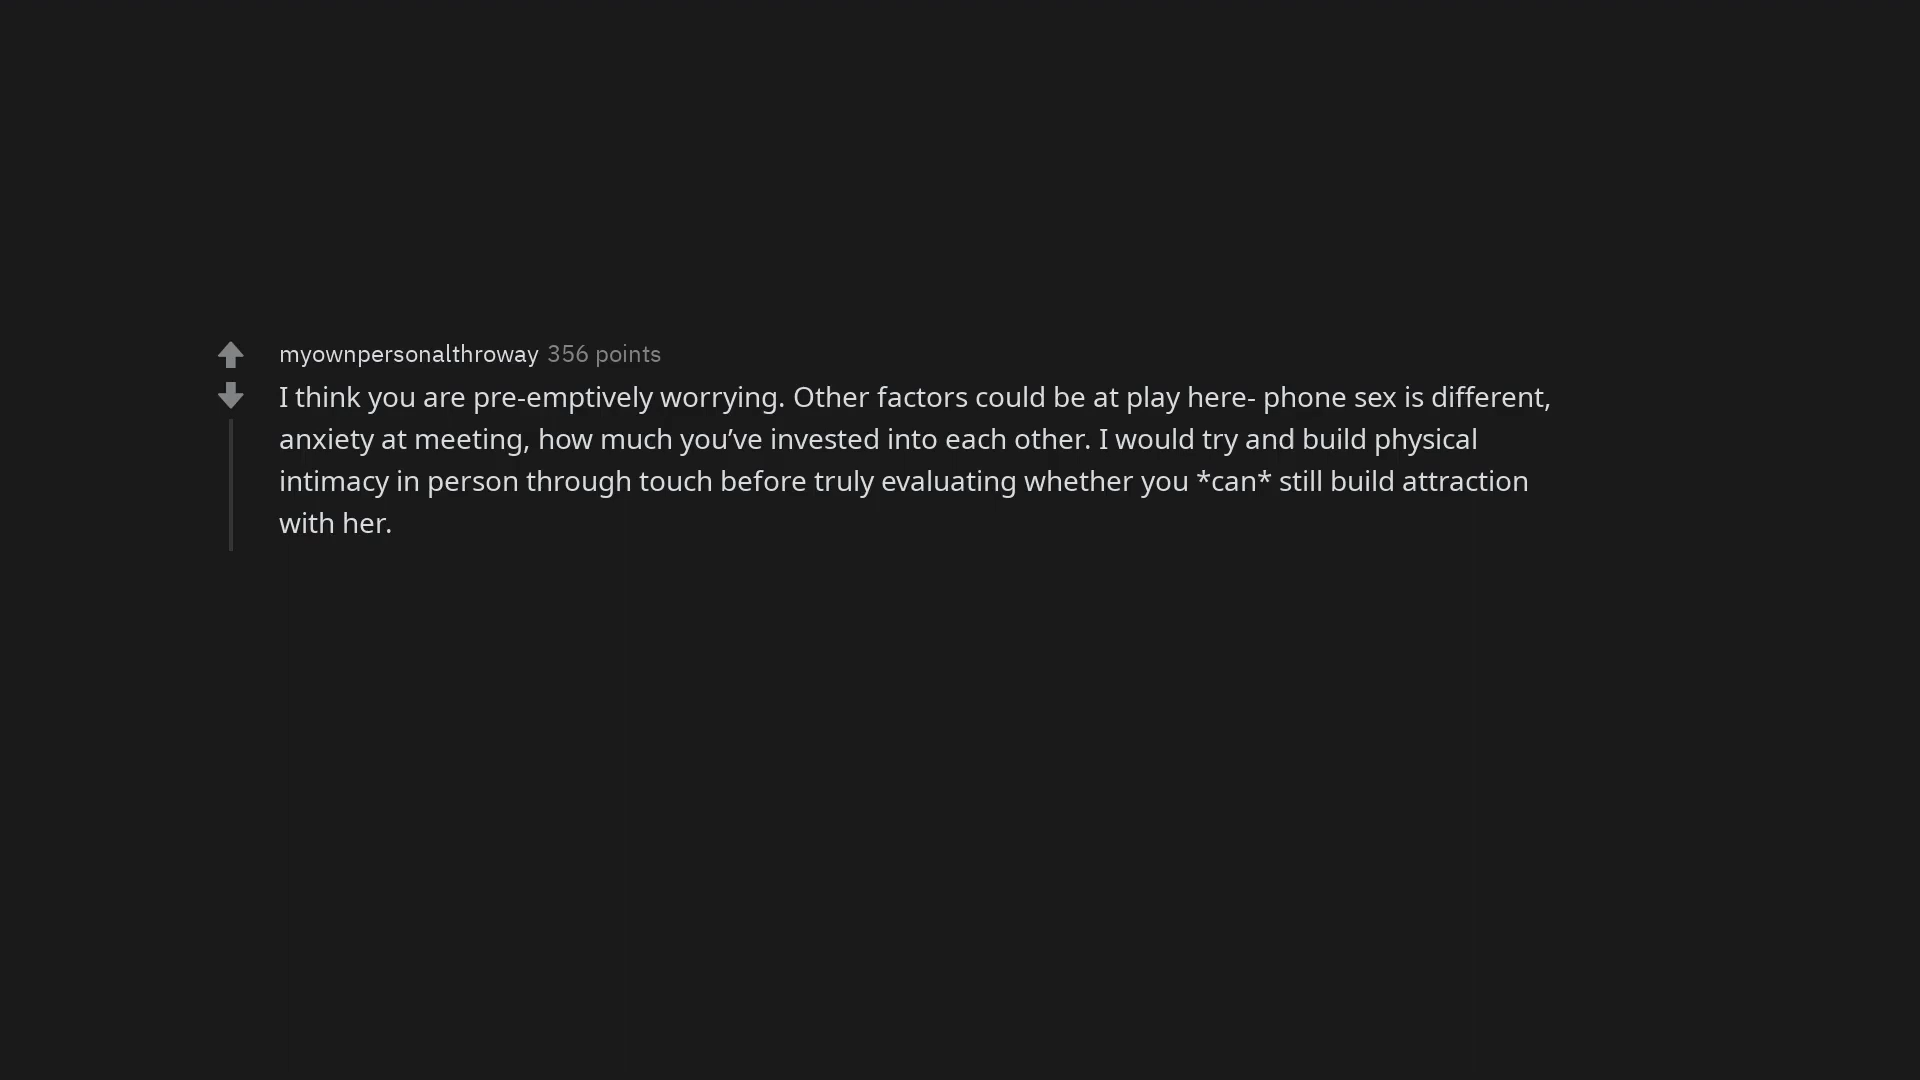 myownpersonalthroway 356 points
I think you are pre-emptively worrying. Other factors could be at play here- phone sex is different,
anxiety at meeting, how much you’ve invested into each other. I would try and build physical
intimacy in person through touch before truly evaluating whether you *can* still build attraction
with her.